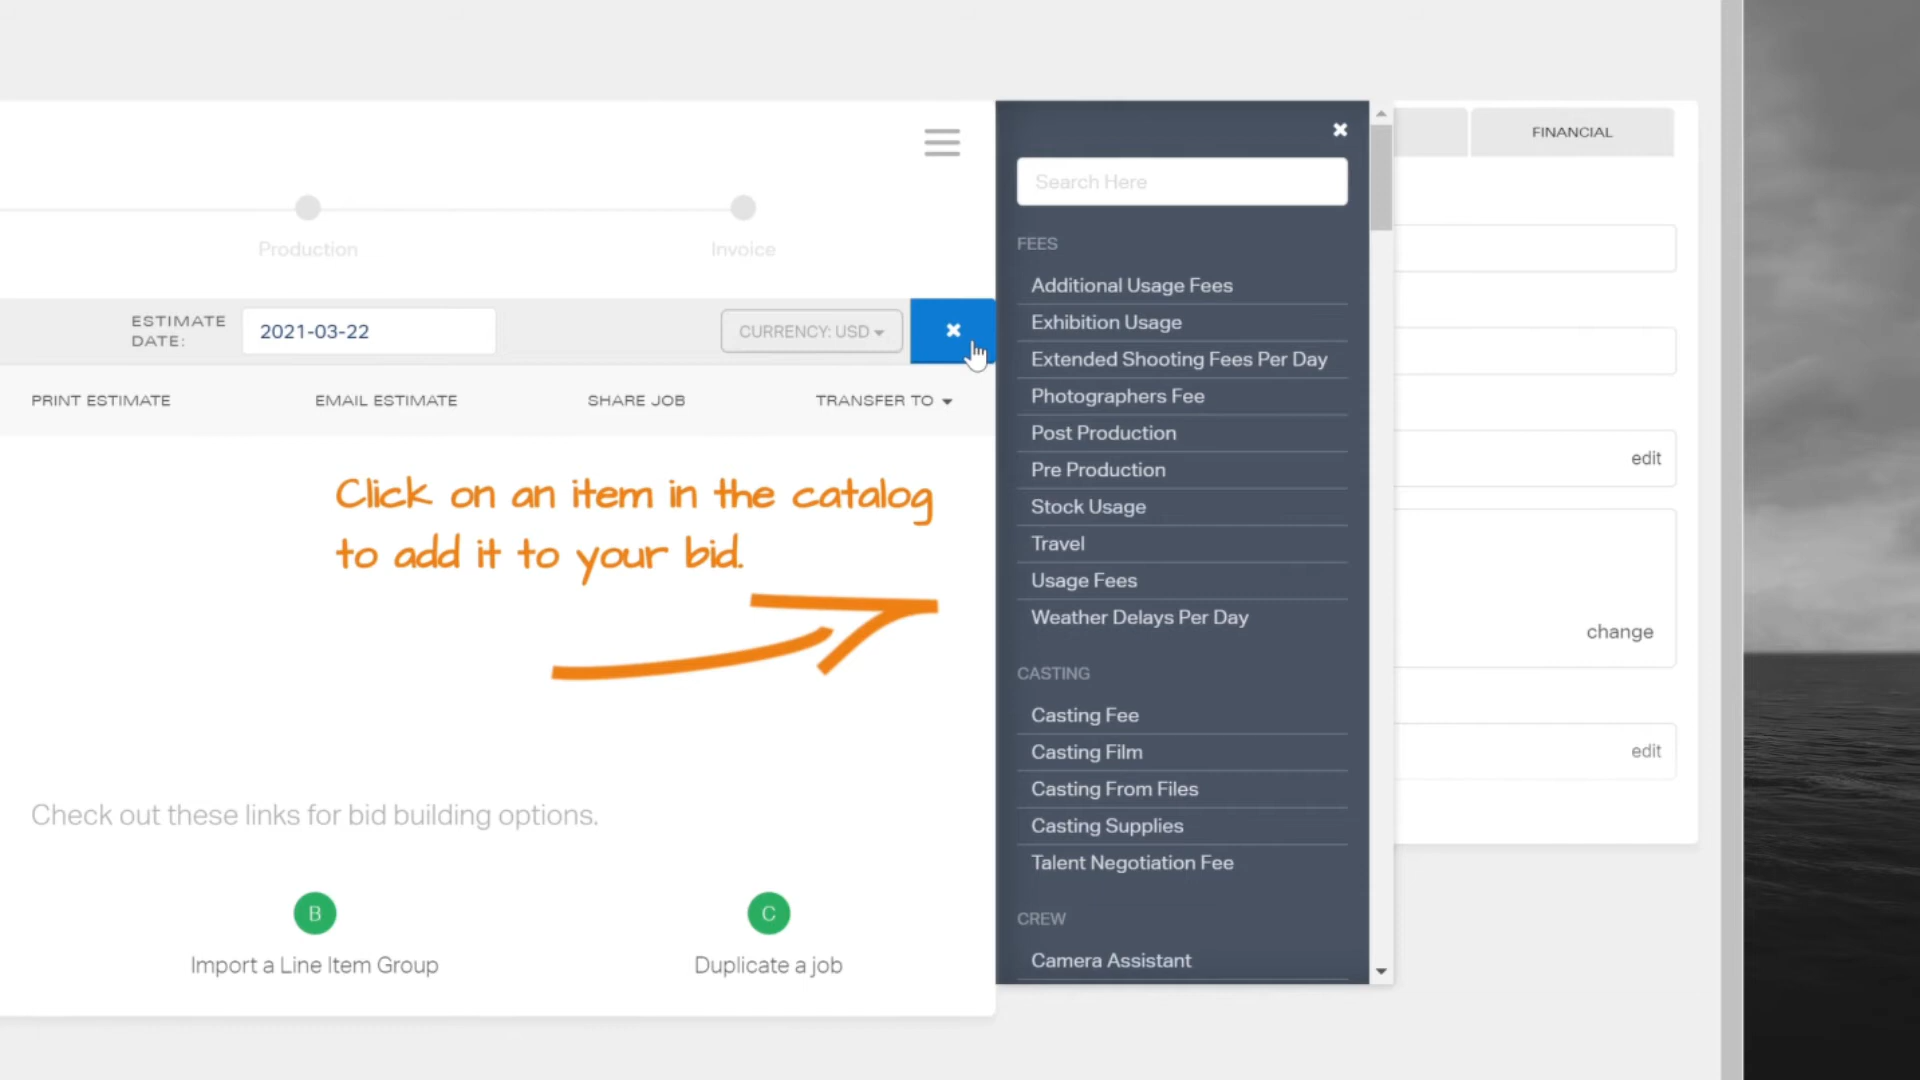 Production
Invoice
ESTIMATE
DATE:
2021-03-22
CURRENCY: USD
PRINT ESTIMATE
EMAIL ESTIMATE
SHARE JOB
TRANSFER TO
Click on an item in the catalog
to add it to your bid.
Check out these links for bid building options.
B
Import a Line Item Group
C
Duplicate a job
Search Here
FEES
Additional Usage Fees
Exhibition Usage
Extended Shooting Fees Per Day
Photographers Fee
Post Production
Pre Production
Stock Usage
Travel
Usage Fees
Weather Delays Per Day
CASTING
Casting Fee
Casting Film
Casting From Files
Casting Supplies
Talent Negotiation Fee
CREW
Camera Assistant
FINANCIAL
edit
change
edit